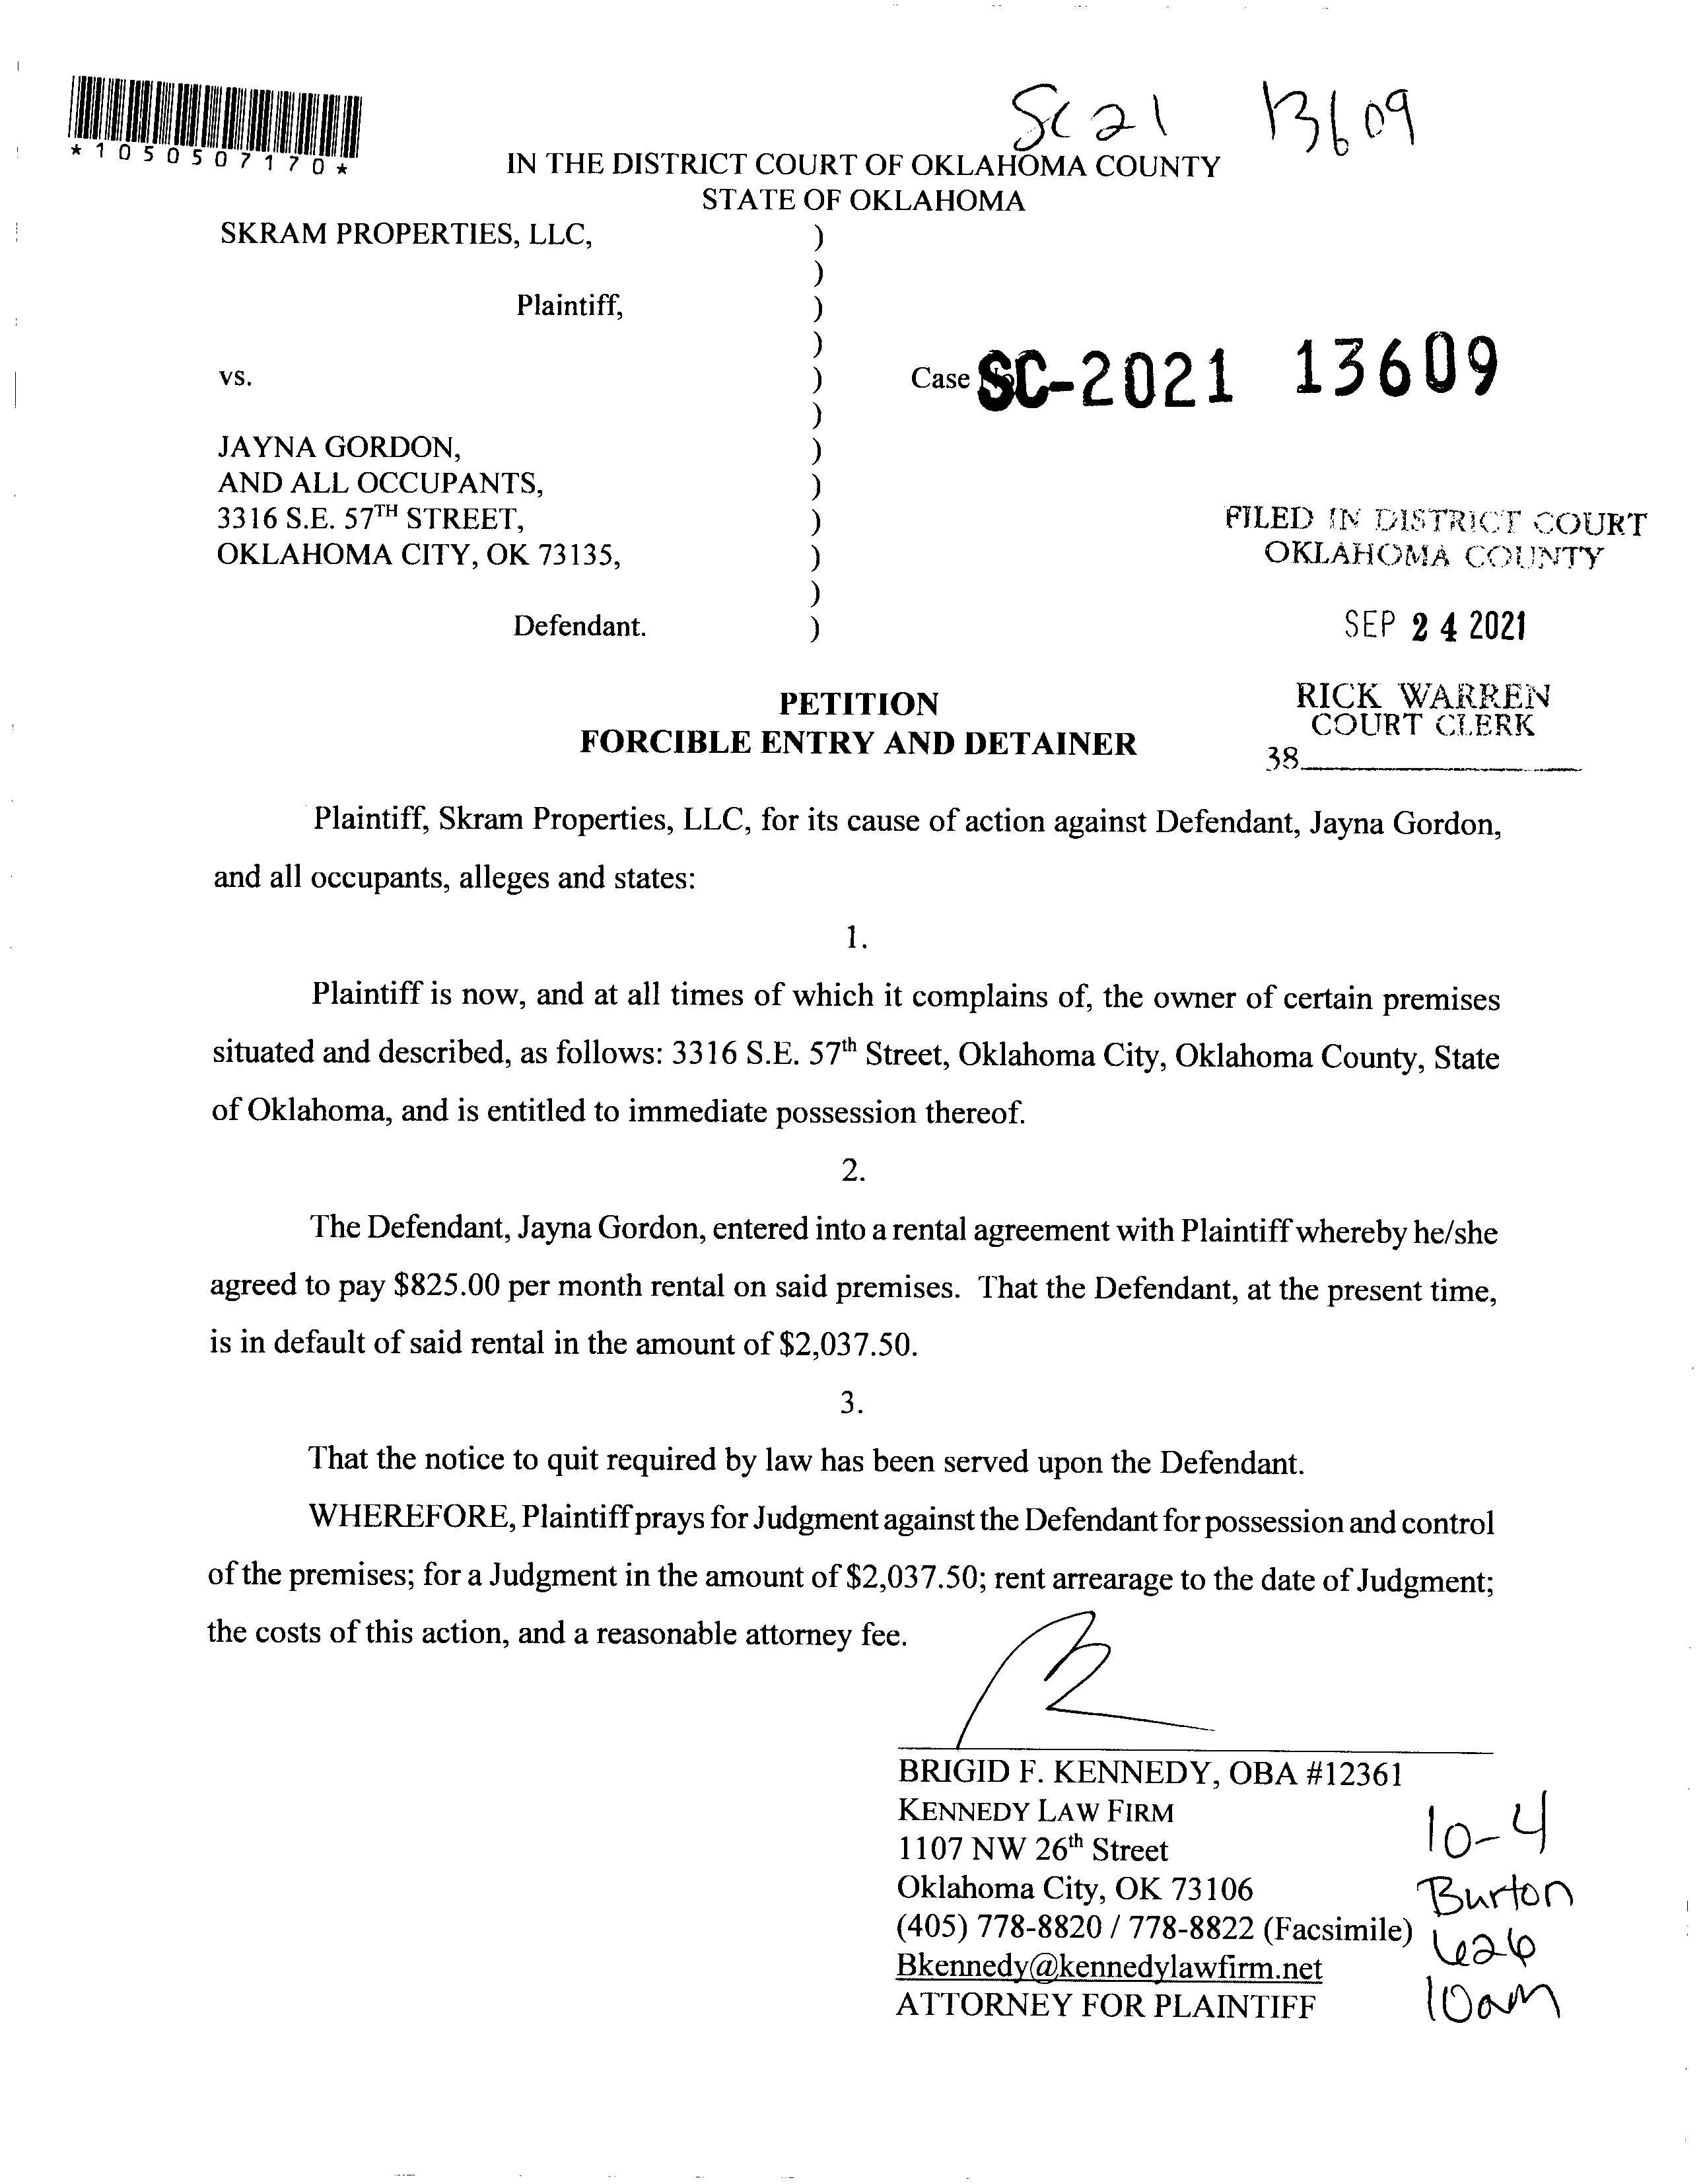 SC21 13609
*1050507170*
IN THE DISTRICT COURT OF OKLAHOMA COUNTY
STATE OF OKLAHOMA
SKRAM PROPERTIES, LLC, )
)
Plaintiff, )
)
vs. ) Case No. SC-2021 13609
)
JAYNA GORDON, )
AND ALL OCCUPANTS, )
3316 S.E. 57TH STREET, )
OKLAHOMA CITY, OK 73135, )
)
Defendant. )
FILED IN DISTRICT COURT
OKLAHOMA COUNTY
SEP 24 2021
RICK WARREN
COURT CLERK
38
PETITION
FORCIBLE ENTRY AND DETAINER
Plaintiff, Skram Properties, LLC, for its cause of action against Defendant, Jayna Gordon,
and all occupants, alleges and states:
1.
Plaintiff is now, and at all times of which it complains of, the owner of certain premises
situated and described, as follows: 3316 S.E. 57th Street, Oklahoma City, Oklahoma County, State
of Oklahoma, and is entitled to immediate possession thereof.
2.
The Defendant, Jayna Gordon, entered into a rental agreement with Plaintiff whereby he/she
agreed to pay $825.00 per month rental on said premises. That the Defendant, at the present time,
is in default of said rental in the amount of $2,037.50.
3.
That the notice to quit required by law has been served upon the Defendant.
WHEREFORE, Plaintiff prays for Judgment against the Defendant for possession and control
of the premises; for a Judgment in the amount of $2,037.50; rent arrearage to the date of Judgment;
the costs of this action, and a reasonable attorney fee.
BRIGID F. KENNEDY, OBA #12361
KENNEDY LAW FIRM
1107 NW 26th Street
Oklahoma City, OK 73106
(405) 778-8820 / 778-8822 (Facsimile)
Bkennedy@kennedylawfirm.net
ATTORNEY FOR PLAINTIFF
10-4
Burton
626
10am